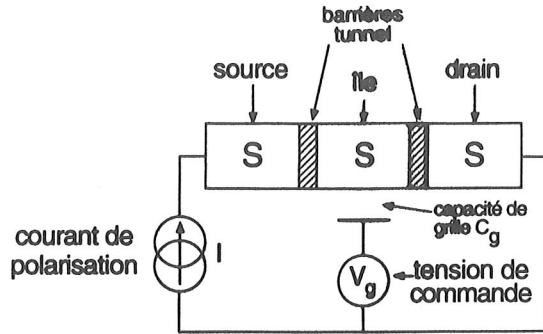 barrières
tunnel
source
île
drain
S
S
S
capacité de
grille Cg
courant de
polarisation
I
Vg
tension de
commande